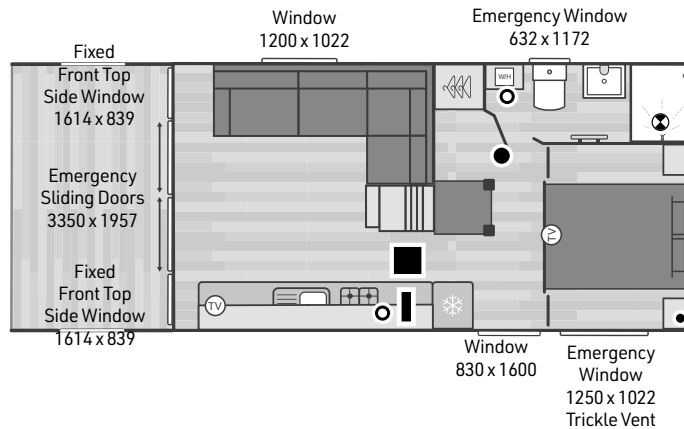 Window
1200 x 1022
Emergency Window
632 x 1172
Fixed
Front Top
Side Window
1614 x 839
W/H
Emergency
Sliding Doors
3350 x 1957
TV
Fixed
Front Top
Side Window
1614 x 839
TV
Window
830 x 1600
Emergency
Window
1250 x 1022
Trickle Vent